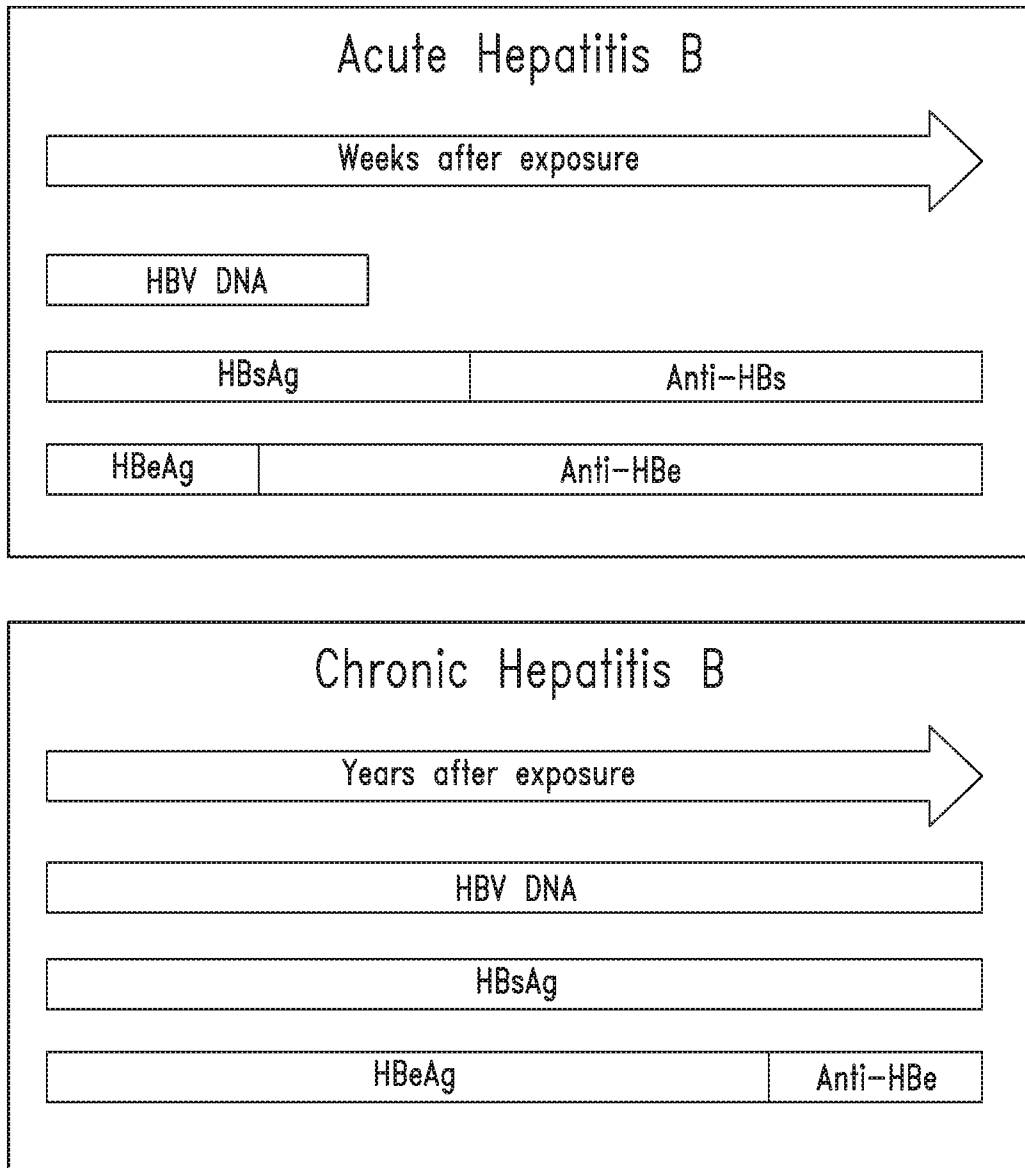 Acute Hepatitis B
Weeks after exposure
HBV DNA
HBsAg Anti-HBs
HBeAg Anti-HBe
Chronic Hepatitis B
Years after exposure
HBV DNA
HBsAg
HBeAg Anti-HBe